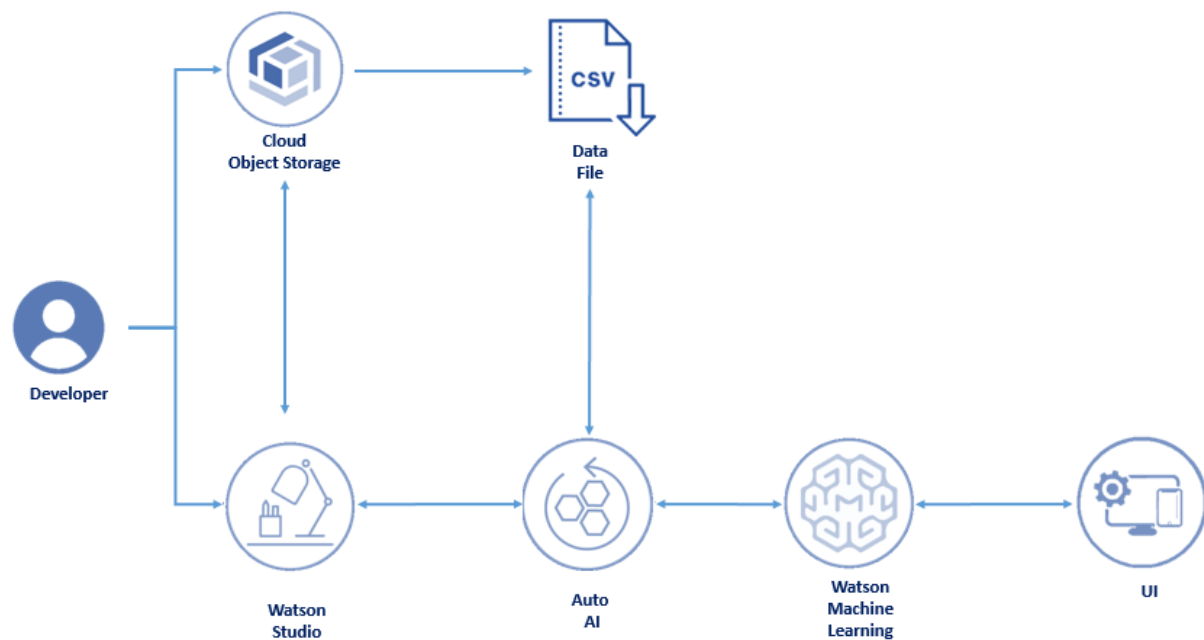 CSV
Cloud
Object Storage
Data
File
Developer
Watson
Studio
Auto
AI
M
Watson
Machine
Learning
UI